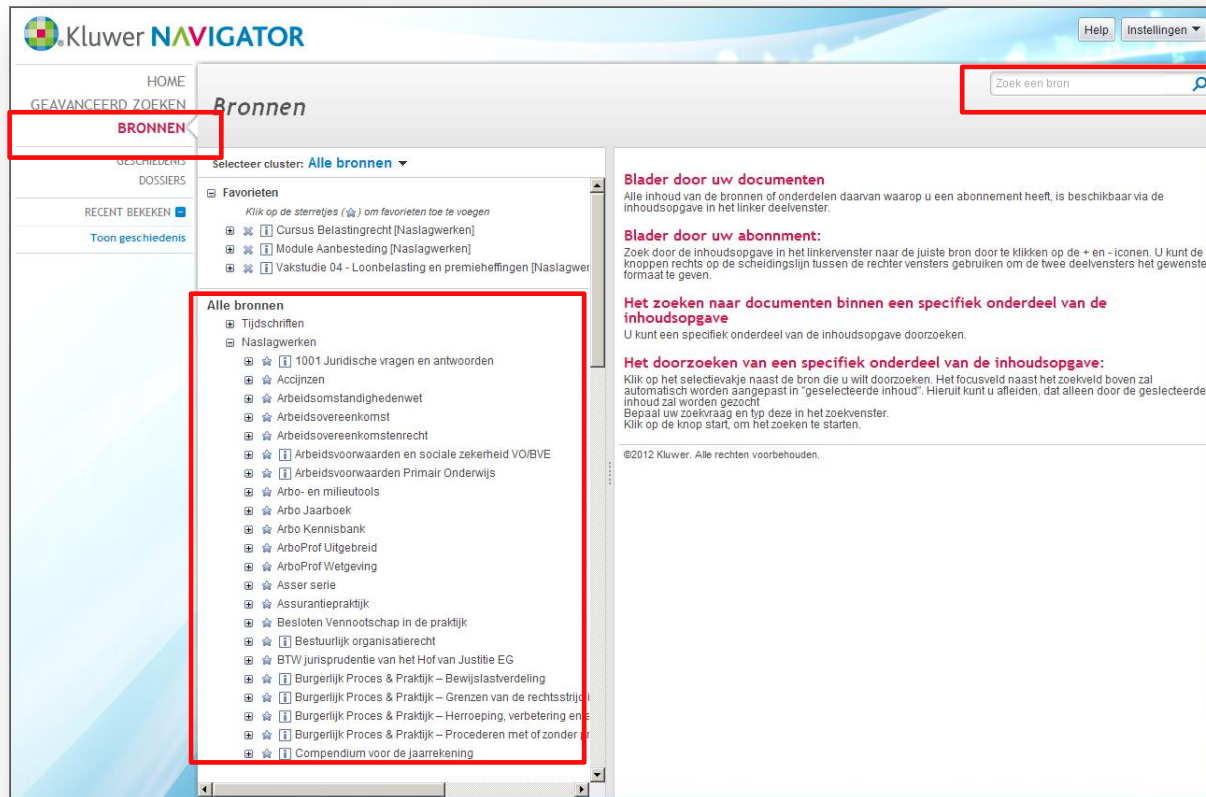 Kluwer NAVIGATOR
Help
Instellingen
HOME
GEAVANCEERD ZOEKEN
BRONNEN
GESCHIEDENIS
DOSSIERS
RECENT BEKEKEN
Toon geschiedenis
Bronnen
Zoek een bron
Selecteer cluster: Alle bronnen
Favorieten
Klik op de sterretjes ( ) om favorieten toe te voegen
Cursus Belastingrecht [Naslagwerken]
Module Aanbesteding [Naslagwerken]
Vakstudie 04 - Loonbelasting en premieheffingen [Naslagwer
Alle bronnen
Tijdschriften
Naslagwerken
1001 Juridische vragen en antwoorden
Accijnzen
Arbeidsomstandighedenwet
Arbeidsovereenkomst
Arbeidsovereenkomstenrecht
Arbeidsvoorwaarden en sociale zekerheid VO/BVE
Arbeidsvoorwaarden Primair Onderwijs
Arbo- en milieutools
Arbo Jaarboek
Arbo Kennisbank
ArboProf Uitgebreid
ArboProf Wetgeving
Asser serie
Assurantiepraktijk
Besloten Vennootschap in de praktijk
Bestuurlijk organisatierecht
BTW jurisprudentie van het Hof van Justitie EG
Burgerlijk Proces & Praktijk – Bewijslastverdeling
Burgerlijk Proces & Praktijk – Grenzen van de rechtsstrijd i
Burgerlijk Proces & Praktijk – Herroeping, verbetering en a
Burgerlijk Proces & Praktijk – Procederen met of zonder pr
Compendium voor de jaarrekening
Blader door uw documenten
Alle inhoud van de bronnen of onderdelen daarvan waarop u een abonnement heeft, is beschikbaar via de
inhoudsopgave in het linker deelvenster.
Blader door uw abonnment:
Zoek door de inhoudsopgave in het linkervenster naar de juiste bron door te klikken op de + en - iconen. U kunt de
knoppen rechts op de scheidingslijn tussen de rechter vensters gebruiken om de twee deelvensters het gewenste
formaat te geven.
Het zoeken naar documenten binnen een specifiek onderdeel van de
inhoudsopgave
U kunt een specifiek onderdeel van de inhoudsopgave doorzoeken.
Het doorzoeken van een specifiek onderdeel van de inhoudsopgave:
Klik op het selectievakje naast de bron die u wilt doorzoeken. Het focusveld naast het zoekveld boven zal
automatisch worden aangepast in "geselecteerde inhoud". Hieruit kunt u afleiden, dat alleen door de geslecteerde
inhoud zal worden gezocht
Bepaal uw zoekvraag en typ deze in het zoekvenster.
Klik op de knop start, om het zoeken te starten.
©2012 Kluwer. Alle rechten voorbehouden.